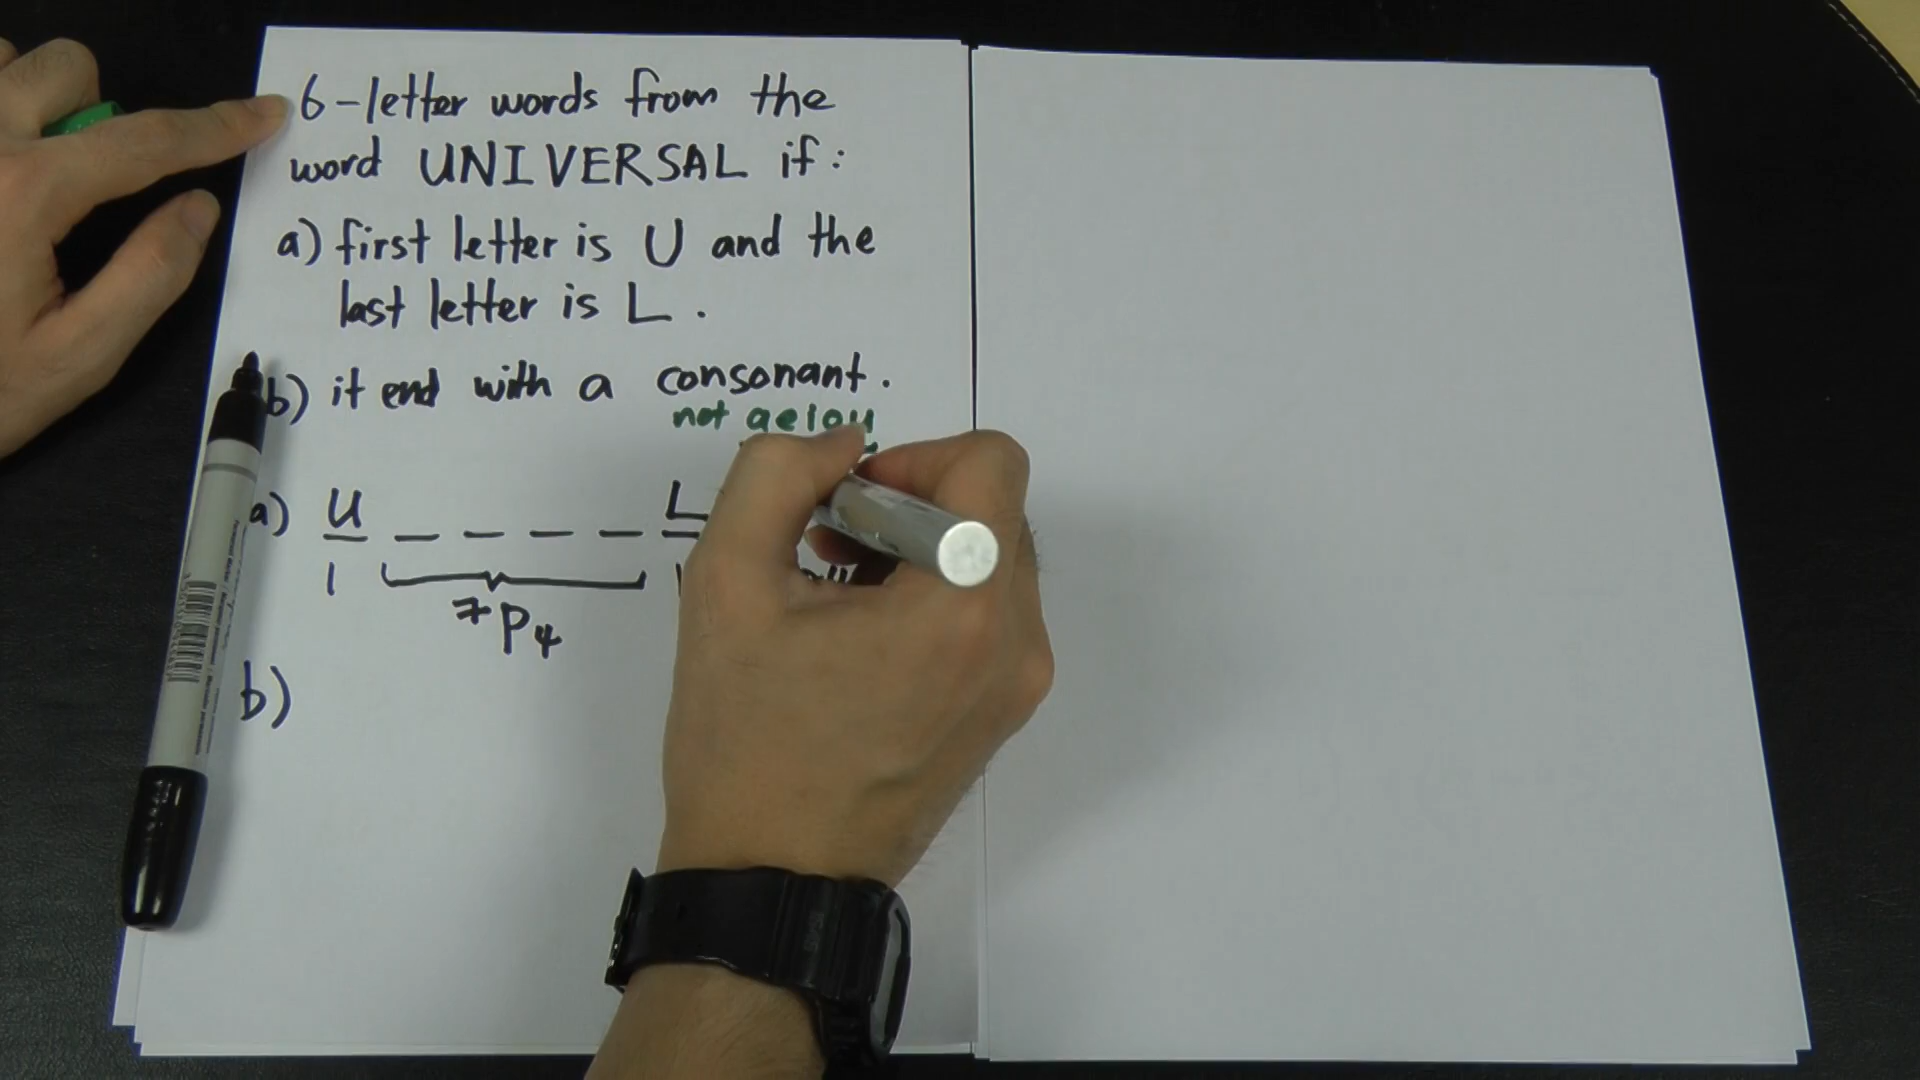 6-letter words from the
word UNIVERSAL if:
a) first letter is U and the
last letter is L.
b) it end with a consonant.
not aeiou
a) U _ _ _ _ L
1
7P4
b)